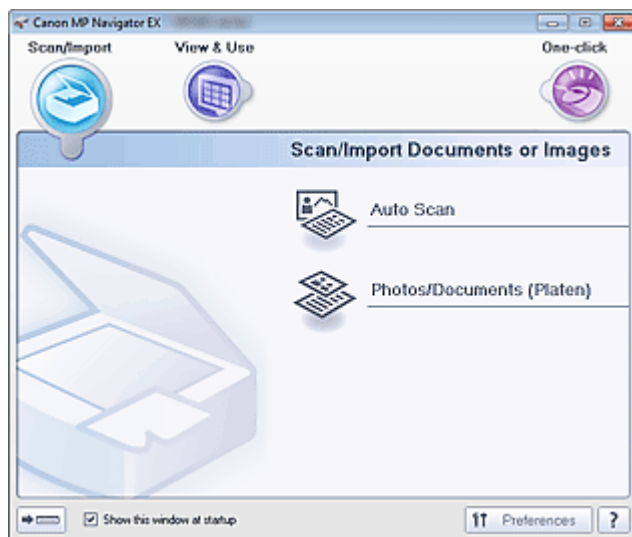 Canon MP Navigator EX
Scan/Import
View & Use
One-click
Scan/Import Documents or Images
Auto Scan
Photos/Documents (Platen)
Show this window at startup
Preferences
?